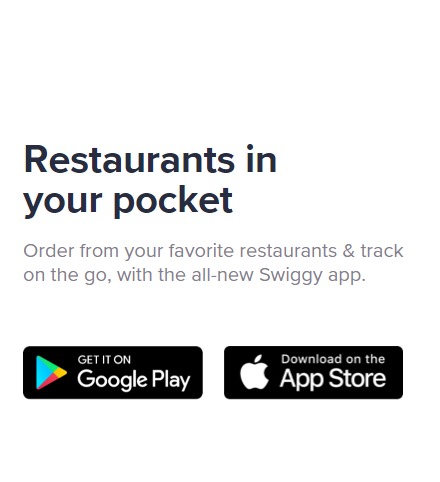 Restaurants in
your pocket
Order from your favorite restaurants & track
on the go, with the all-new Swiggy app.
GET IT ON
Google Play
Download on the
App Store